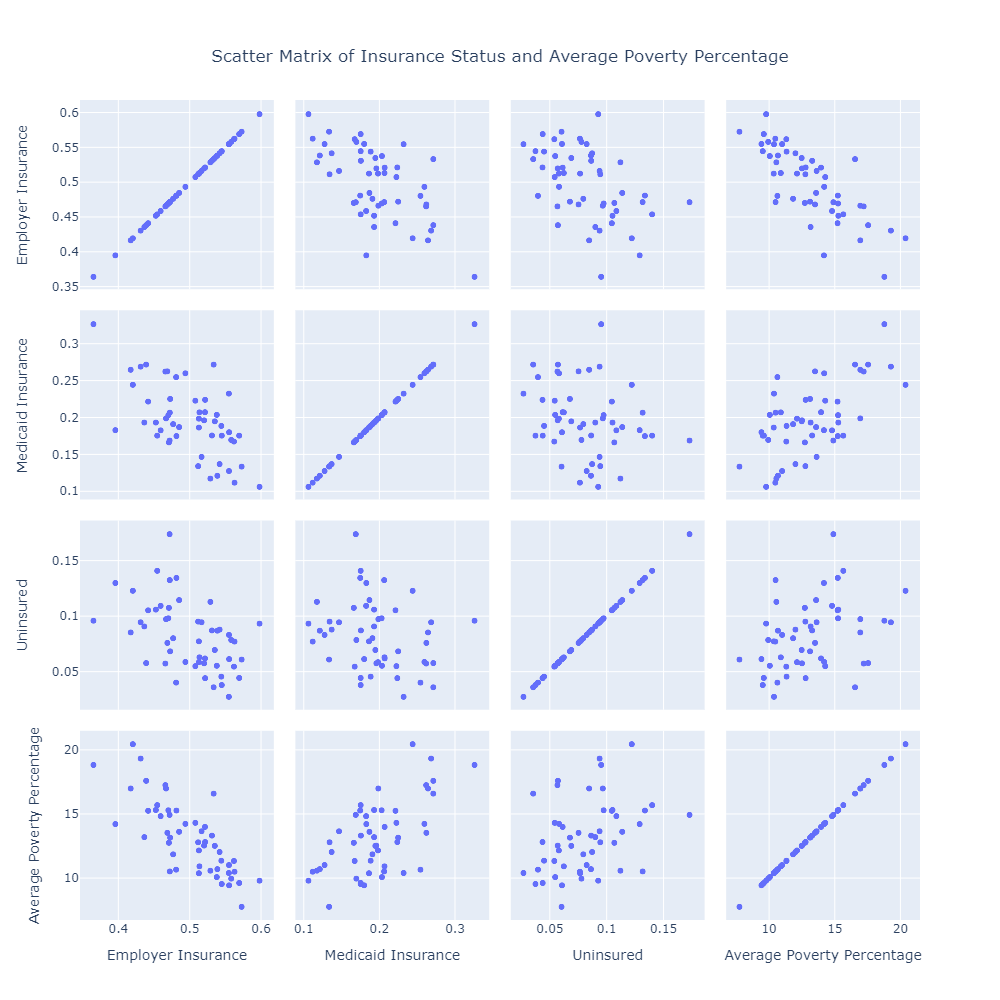 Scatter Matrix of Insurance Status and Average Poverty Percentage
Employer Insurance
0.6
0.55
0.5
0.45
0.4
0.35
Medicaid Insurance
0.3
0.25
0.2
0.15
0.1
Uninsured
0.15
0.1
0.05
Average Poverty Percentage
20
15
10
0.4 0.5 0.6 0.1 0.2 0.3 0.05 0.1 0.15 10 15 20
Employer Insurance Medicaid Insurance Uninsured Average Poverty Percentage